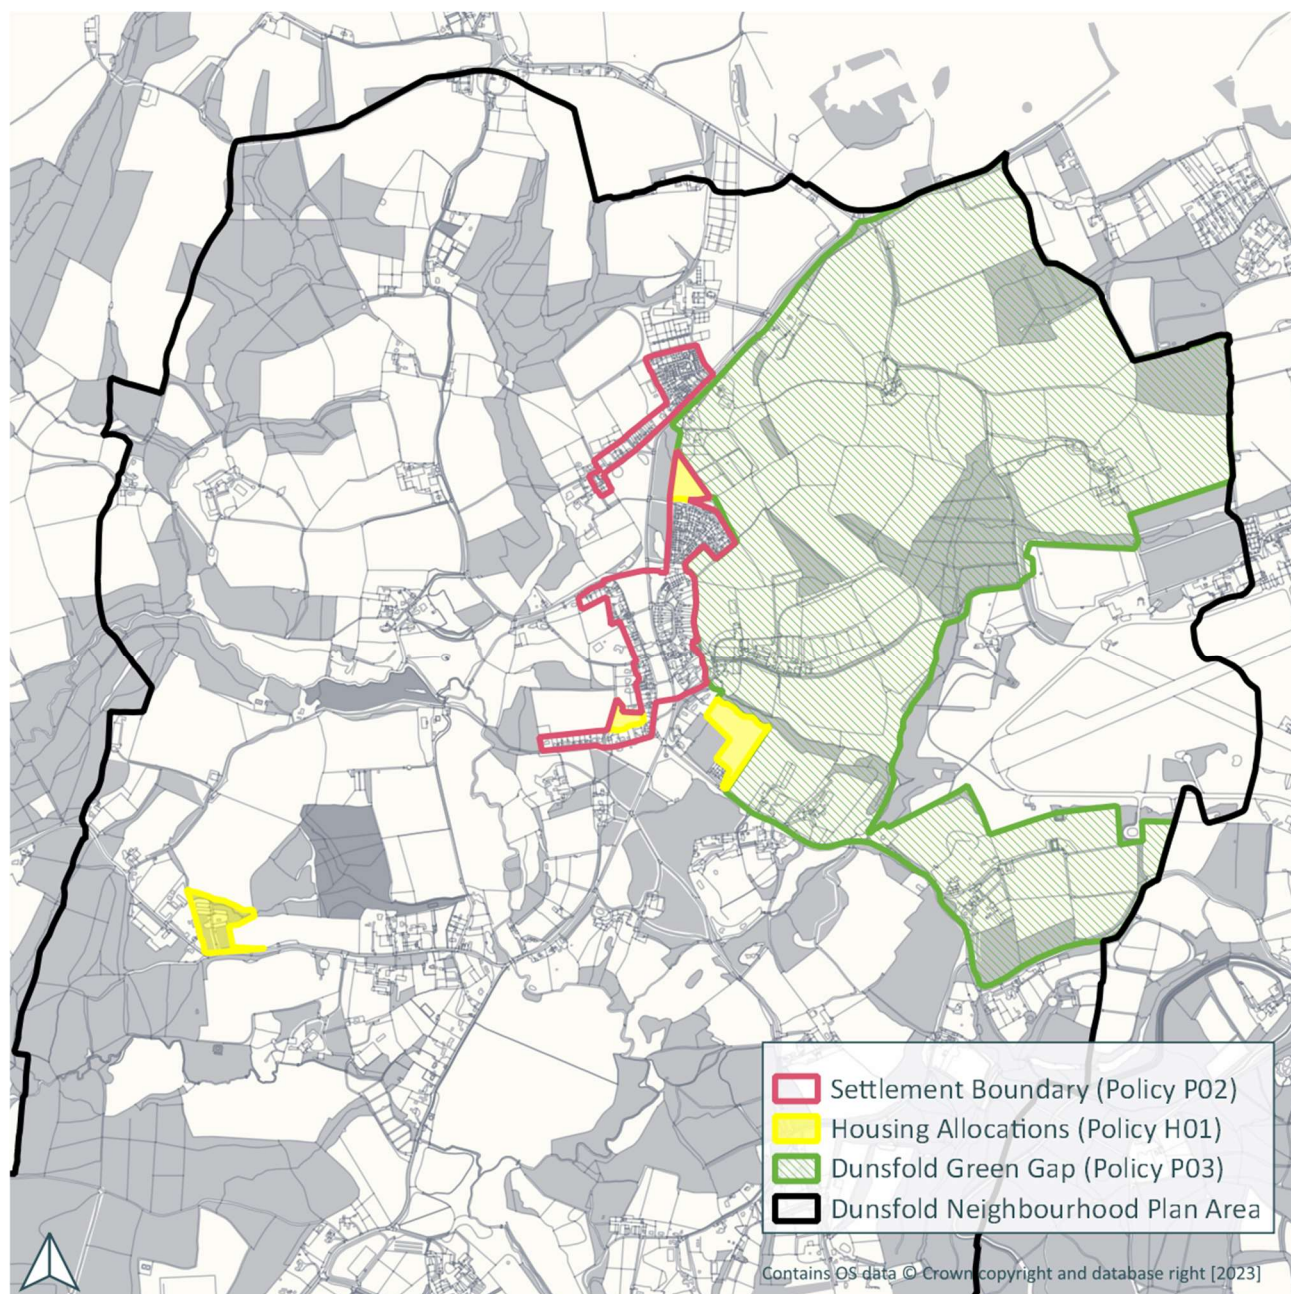 Settlement Boundary (Policy P02)
Housing Allocations (Policy H01)
Dunsfold Green Gap (Policy P03)
Dunsfold Neighbourhood Plan Area
Contains OS data © Crown copyright and database right [2023]